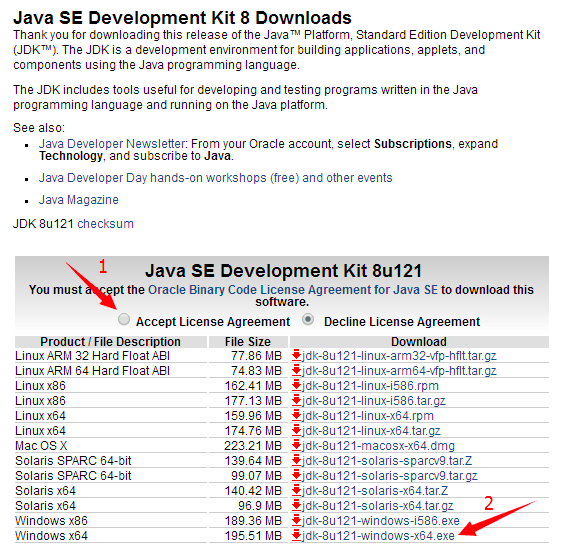 Java SE Development Kit 8 Downloads
Thank you for downloading this release of the Java™ Platform, Standard Edition Development Kit
(JDK™). The JDK is a development environment for building applications, applets, and
components using the Java programming language.
The JDK includes tools useful for developing and testing programs written in the Java
programming language and running on the Java platform.
See also:
Java Developer Newsletter: From your Oracle account, select Subscriptions, expand
Technology, and subscribe to Java.
Java Developer Day hands-on workshops (free) and other events
Java Magazine
JDK 8u121 checksum
1
Java SE Development Kit 8u121
You must accept the Oracle Binary Code License Agreement for Java SE to download this
software.
Accept License Agreement Decline License Agreement
Product / File Description File Size Download
Linux ARM 32 Hard Float ABI 77.86 MB jdk-8u121-linux-arm32-vfp-hflt.tar.gz
Linux ARM 64 Hard Float ABI 74.83 MB jdk-8u121-linux-arm64-vfp-hflt.tar.gz
Linux x86 162.41 MB jdk-8u121-linux-i586.rpm
Linux x86 177.13 MB jdk-8u121-linux-i586.tar.gz
Linux x64 159.96 MB jdk-8u121-linux-x64.rpm
Linux x64 174.76 MB jdk-8u121-linux-x64.tar.gz
Mac OS X 223.21 MB jdk-8u121-macosx-x64.dmg
Solaris SPARC 64-bit 139.64 MB jdk-8u121-solaris-sparcv9.tar.Z
Solaris SPARC 64-bit 99.07 MB jdk-8u121-solaris-sparcv9.tar.gz
Solaris x64 140.42 MB jdk-8u121-solaris-x64.tar.Z
Solaris x64 96.9 MB jdk-8u121-solaris-x64.tar.gz
2
Windows x86 189.36 MB jdk-8u121-windows-i586.exe
Windows x64 195.51 MB jdk-8u121-windows-x64.exe